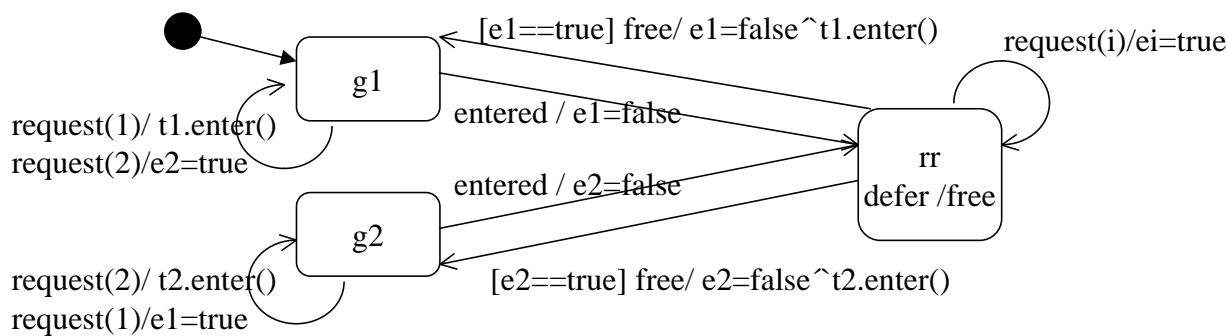 [e1==true] free/ e1=false^`t1.enter()
request(i)/ei=true
g1
entered / e1=false
request(1)/ t1.enter()
request(2)/e2=true
rr
defer /free
entered / e2=false
g2
request(2)/ t2.enter()
request(1)/e1=true
[e2==true] free/ e2=false^`t2.enter()